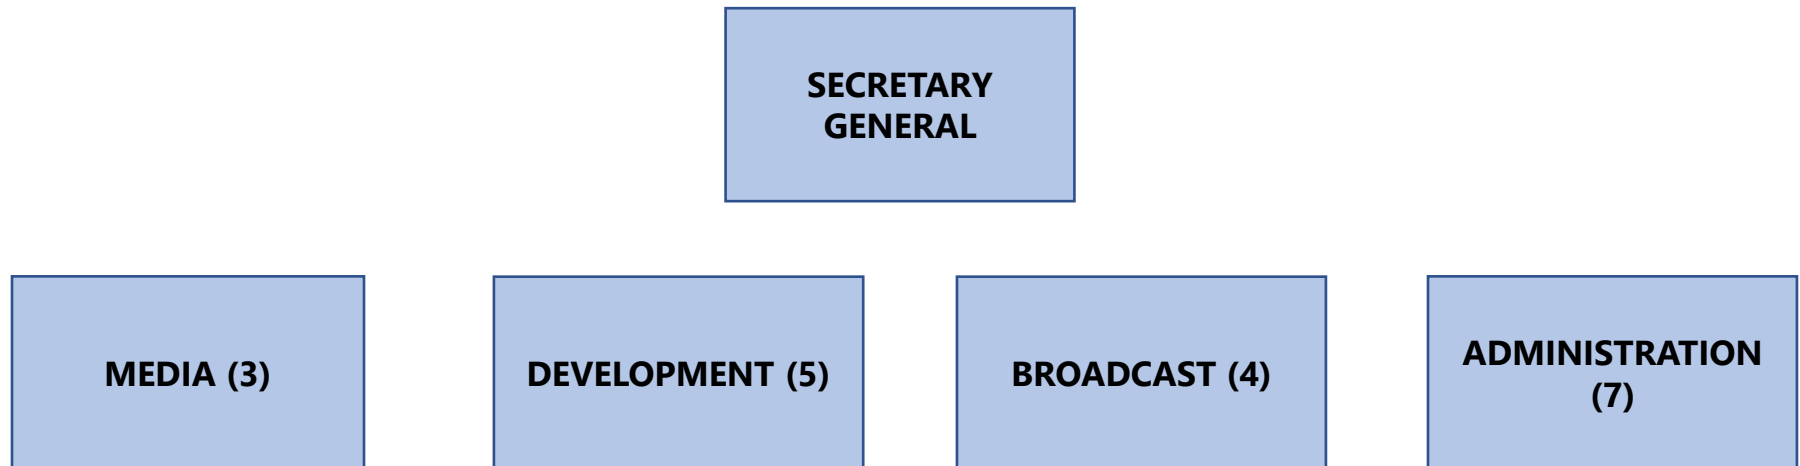 SECRETARY
GENERAL
MEDIA (3)
DEVELOPMENT (5)
BROADCAST (4)
ADMINISTRATION
(7)